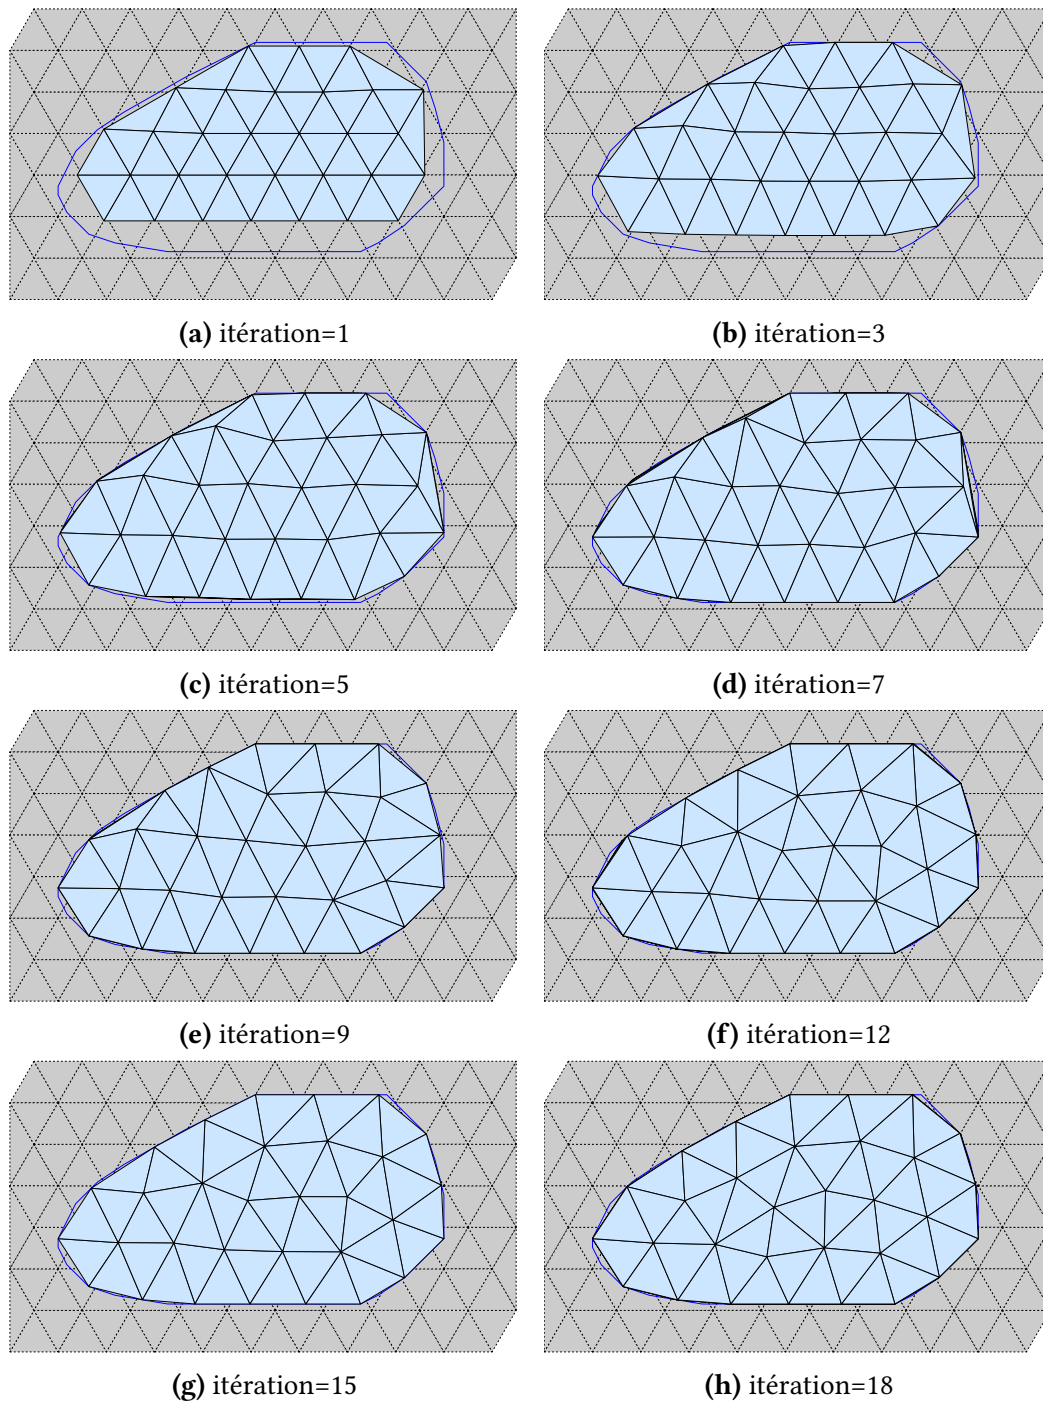 (a) itération=1
(b) itération=3
(c) itération=5
(d) itération=7
(e) itération=9
(f) itération=12
(g) itération=15
(h) itération=18